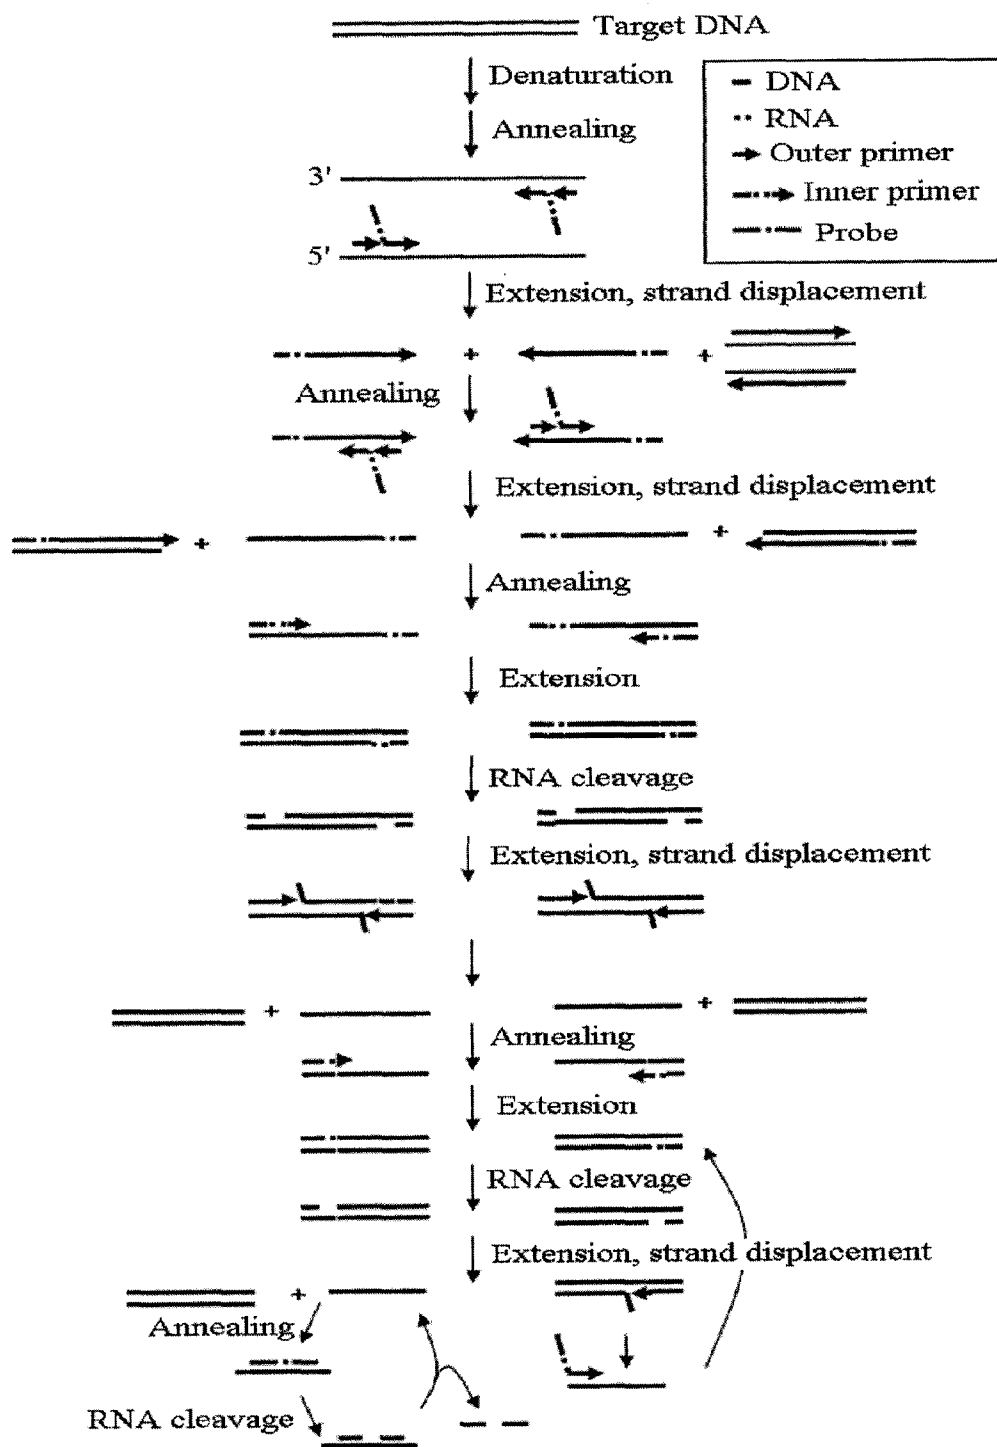 Target DNA
Denaturation
Annealing
DNA
RNA
Outer primer
Inner primer
Probe
3'
5'
Extension, strand displacement
+ +
Annealing
Extension, strand displacement
+ +
Annealing
Extension
RNA cleavage
Extension, strand displacement
+ +
Annealing
Extension
RNA cleavage
Extension, strand displacement
+
Annealing
RNA cleavage